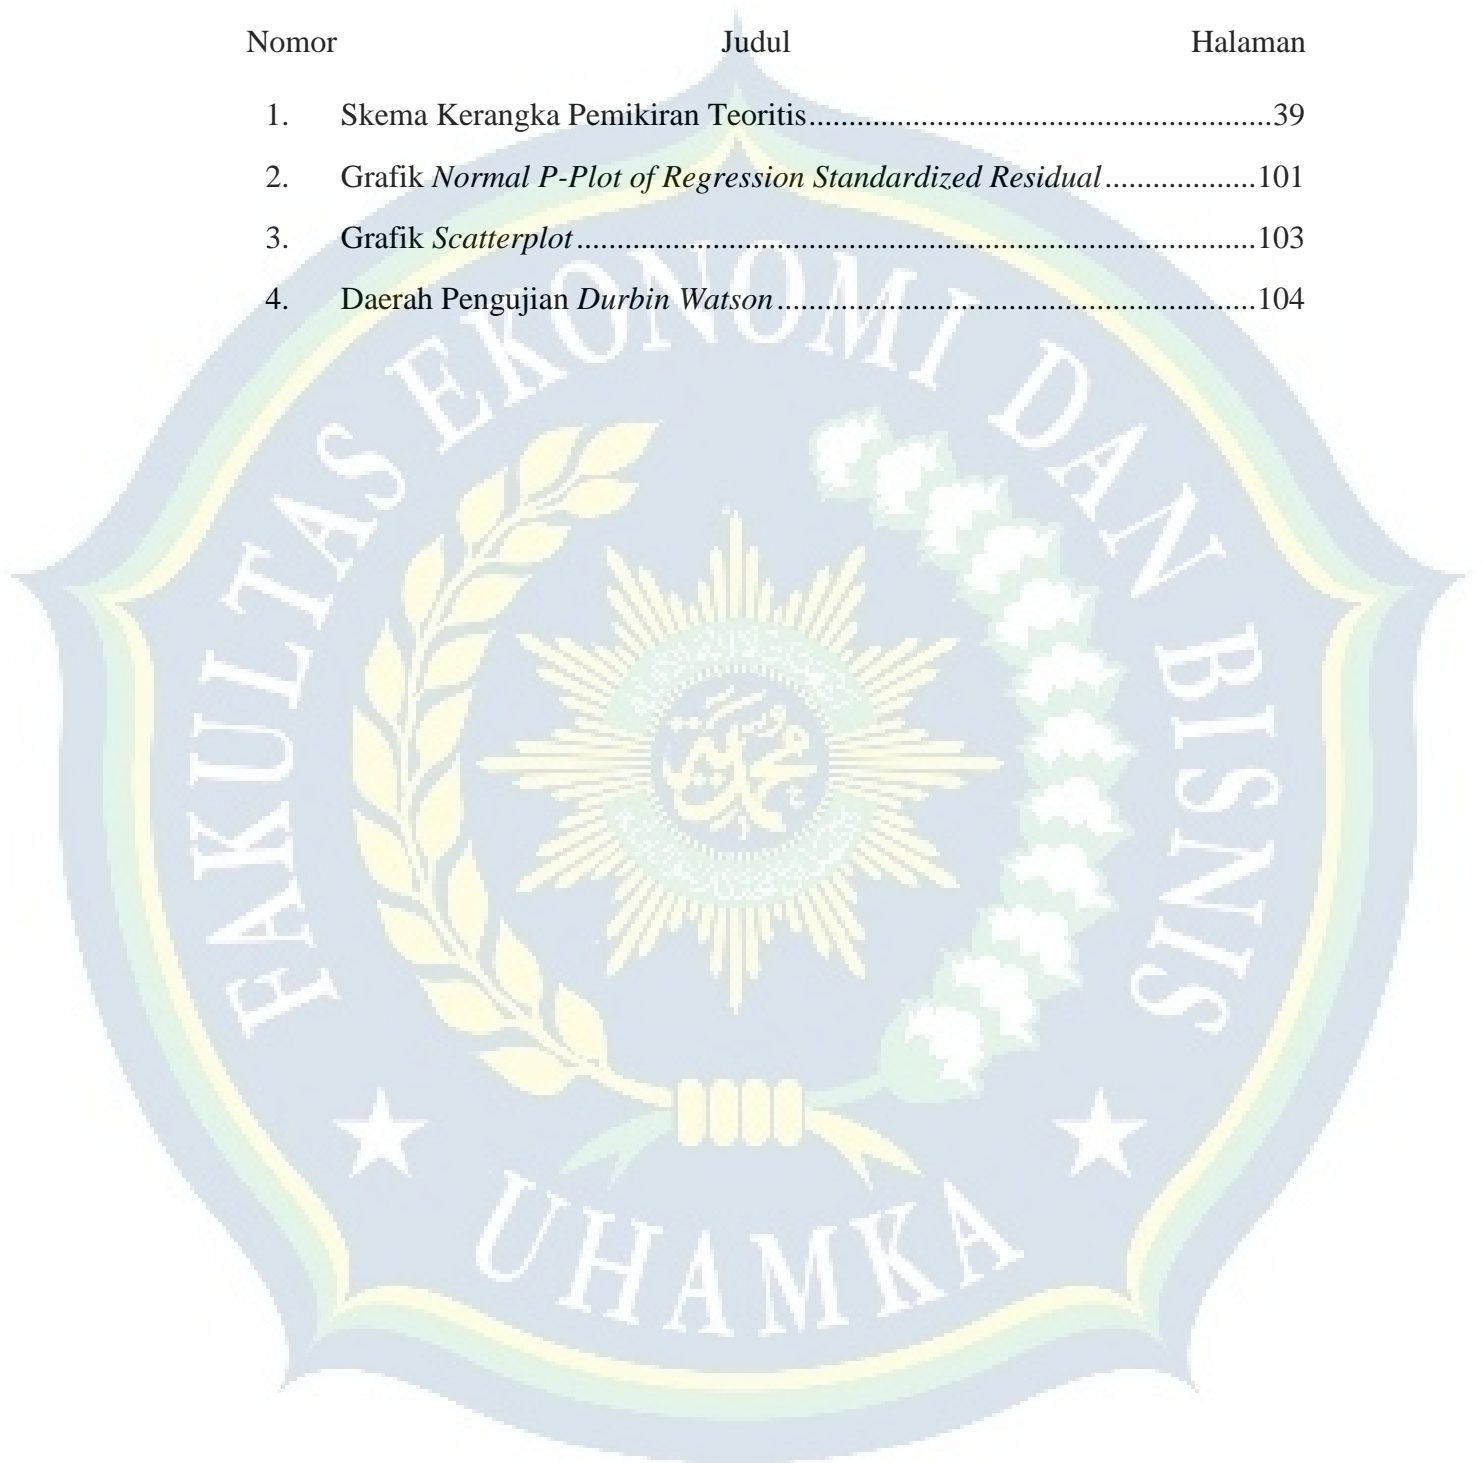 Nomor Judul Halaman
1. Skema Kerangka Pemikiran Teoritis..........................................................39
2. Grafik Normal P-Plot of Regression Standardized Residual...................101
3. Grafik Scatterplot.....................................................................................103
4. Daerah Pengujian Durbin Watson............................................................104
FAKULTAS EKONOMI DAN BISNIS
محمد
UHAMKA